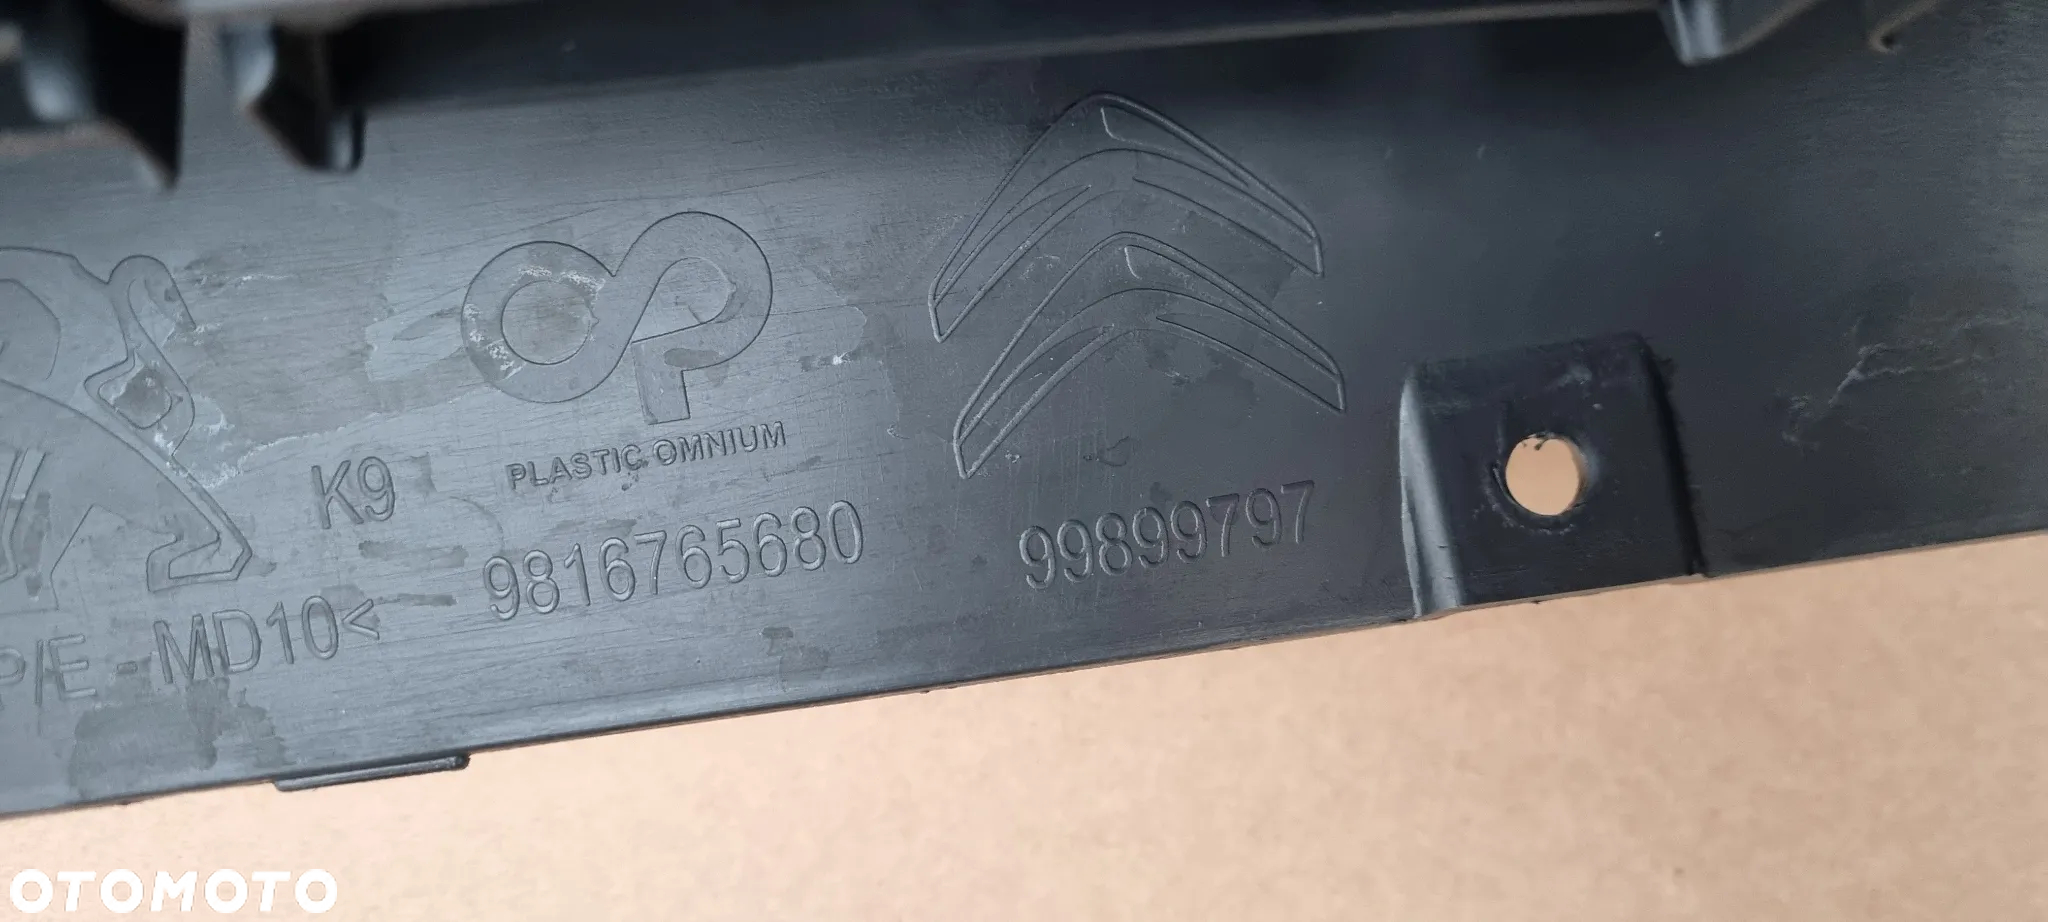 K9
PLASTIC OMNIUM
9816765680
99899797
P/E - MD10<
OTOMOTO